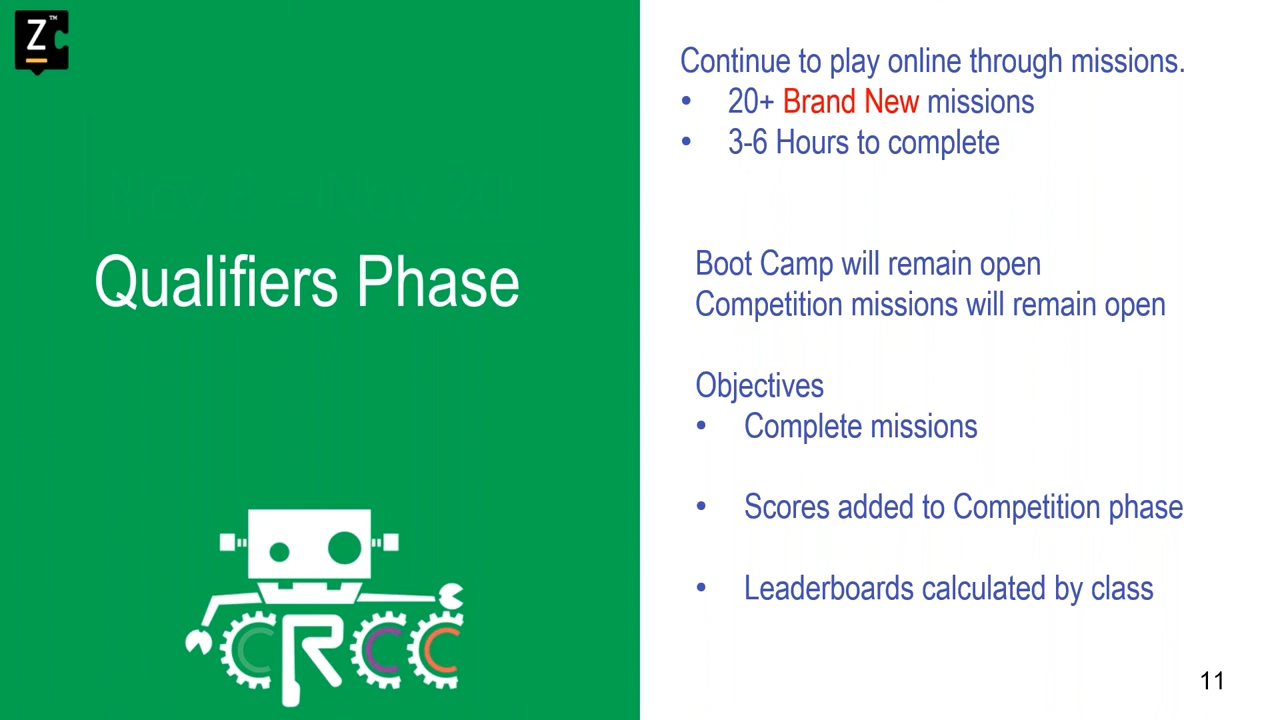 Z™
Qualifiers Phase
CRCC
Continue to play online through missions.
• 20+ Brand New missions
• 3-6 Hours to complete
Boot Camp will remain open
Competition missions will remain open
Objectives
• Complete missions
• Scores added to Competition phase
• Leaderboards calculated by class
11